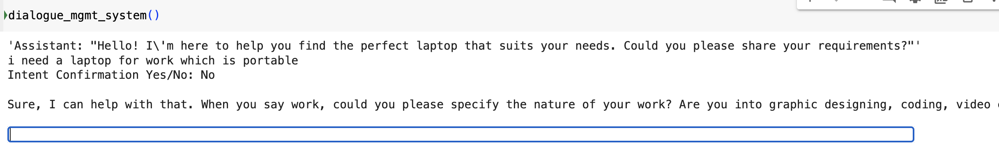 dialogue_mgmt_system()
'Assistant: "Hello! I\'m here to help you find the perfect laptop that suits your needs. Could you please share your requirements?"'
i need a laptop for work which is portable
Intent Confirmation Yes/No: No
Sure, I can help with that. When you say work, could you please specify the nature of your work? Are you into graphic designing, coding, video